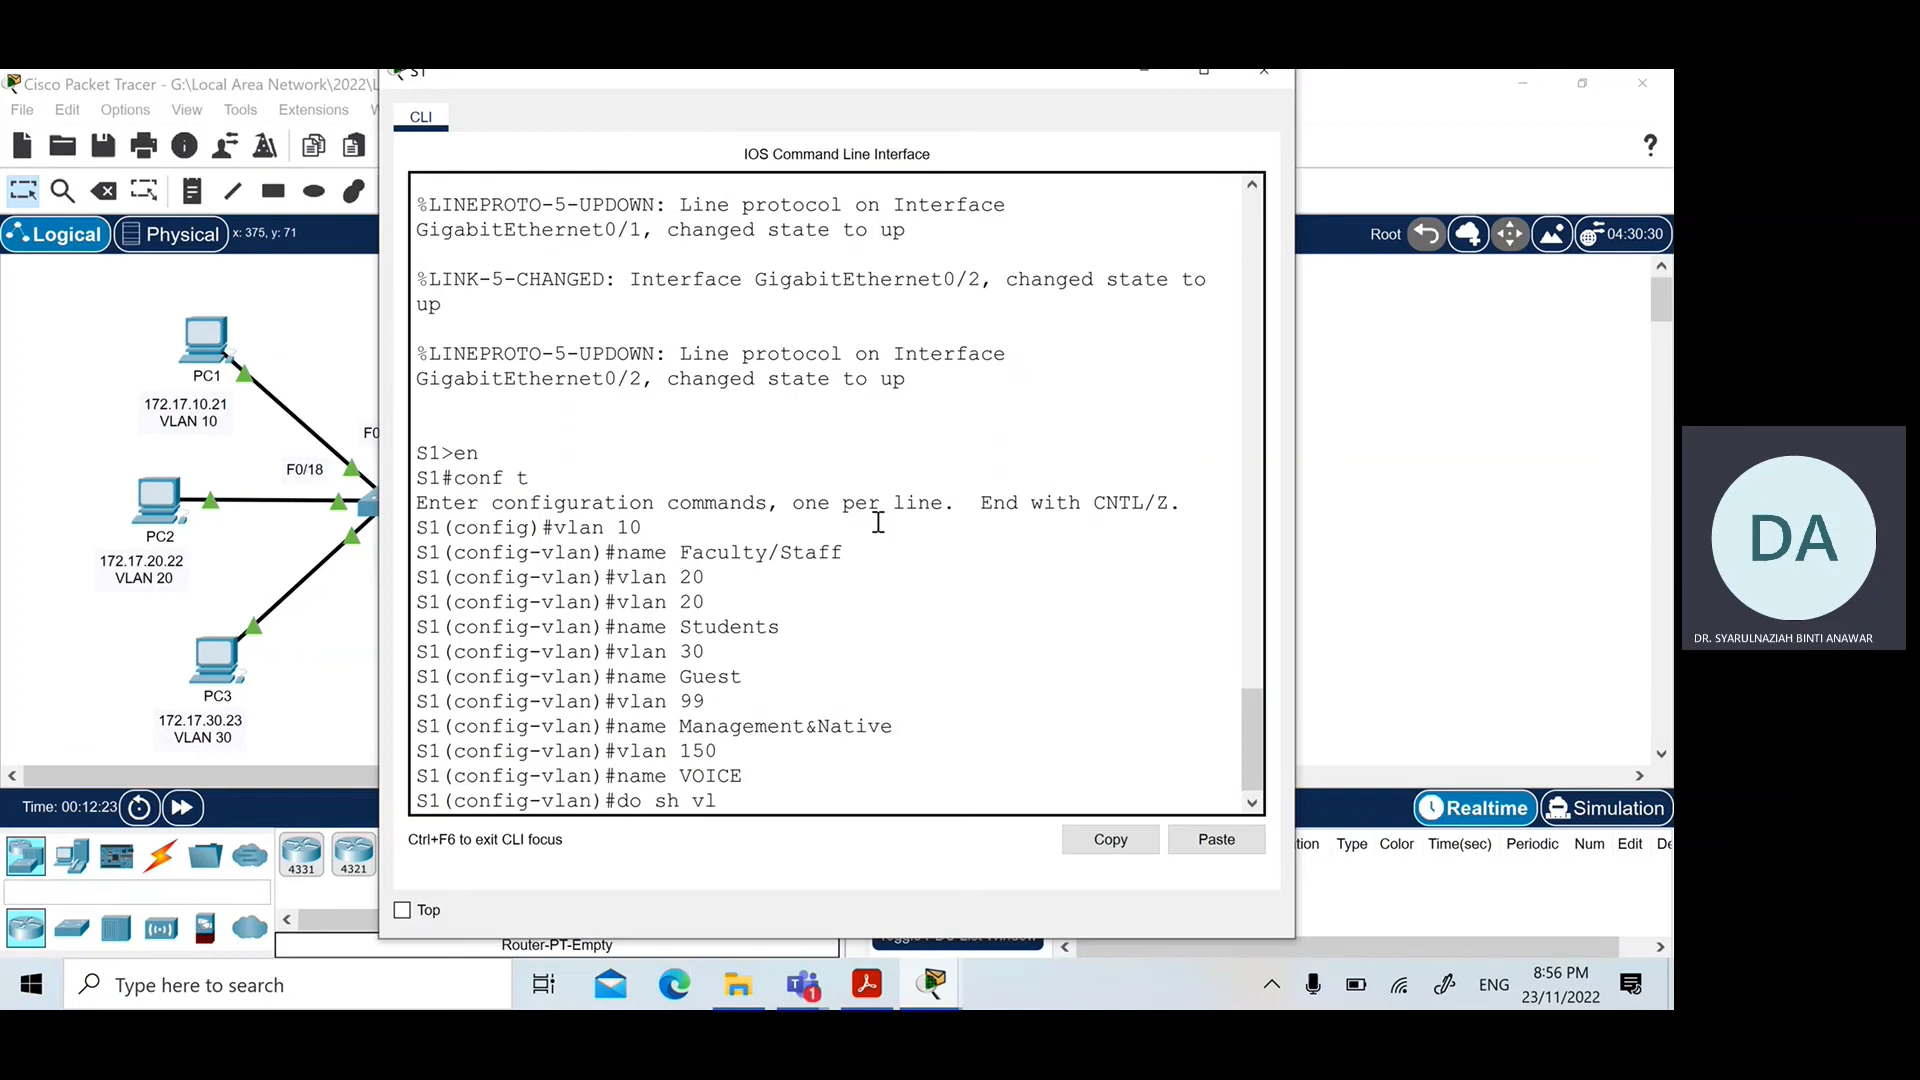 Cisco Packet Tracer - G:\Local Area Network\2022\L
S1
File Edit Options View Tools Extensions
CLI
IOS Command Line Interface
?
%LINEPROTO-5-UPDOWN: Line protocol on Interface
GigabitEthernet0/1, changed state to up
%LINK-5-CHANGED: Interface GigabitEthernet0/2, changed state to
up
%LINEPROTO-5-UPDOWN: Line protocol on Interface
GigabitEthernet0/2, changed state to up
S1>en
S1#conf t
Enter configuration commands, one per line.  End with CNTL/Z.
S1(config)#vlan 10
S1(config-vlan)#name Faculty/Staff
S1(config-vlan)#vlan 20
S1(config-vlan)#vlan 20
S1(config-vlan)#name Students
S1(config-vlan)#vlan 30
S1(config-vlan)#name Guest
S1(config-vlan)#vlan 99
S1(config-vlan)#name Management&Native
S1(config-vlan)#vlan 150
S1(config-vlan)#name VOICE
S1(config-vlan)#do sh vl
Ctrl+F6 to exit CLI focus
Copy
Paste
Top
Logical
Physical
x: 375, y: 71
Root
04:30:30
PC1
172.17.10.21
VLAN 10
F0
F0/18
PC2
172.17.20.22
VLAN 20
PC3
172.17.30.23
VLAN 30
Time: 00:12:23
Realtime
Simulation
4331
4321
tion Type Color Time(sec) Periodic Num Edit De
Router-PT-Empty
DA
DR. SYARULNAZIAH BINTI ANAWAR
Type here to search
1
ENG
8:56 PM
23/11/2022